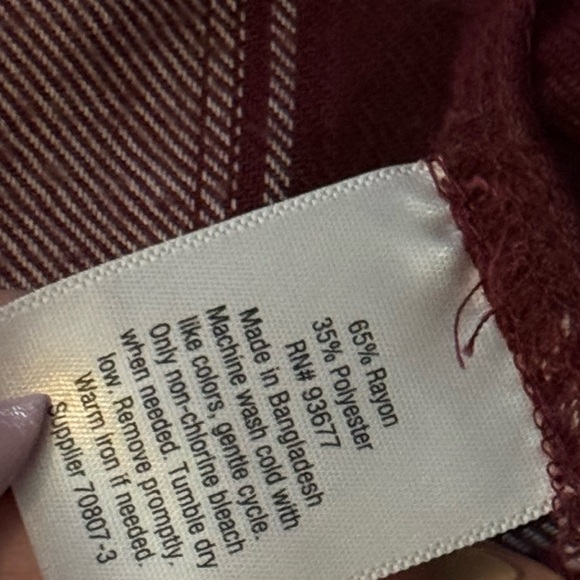 65% Rayon
35% Polyester
RN# 93677
Made in Bangladesh
Machine wash cold with
like colors, gentle cycle.
Only non-chlorine bleach
when needed. Tumble dry
low. Remove promptly.
Warm iron if needed.
Supplier 70807-3